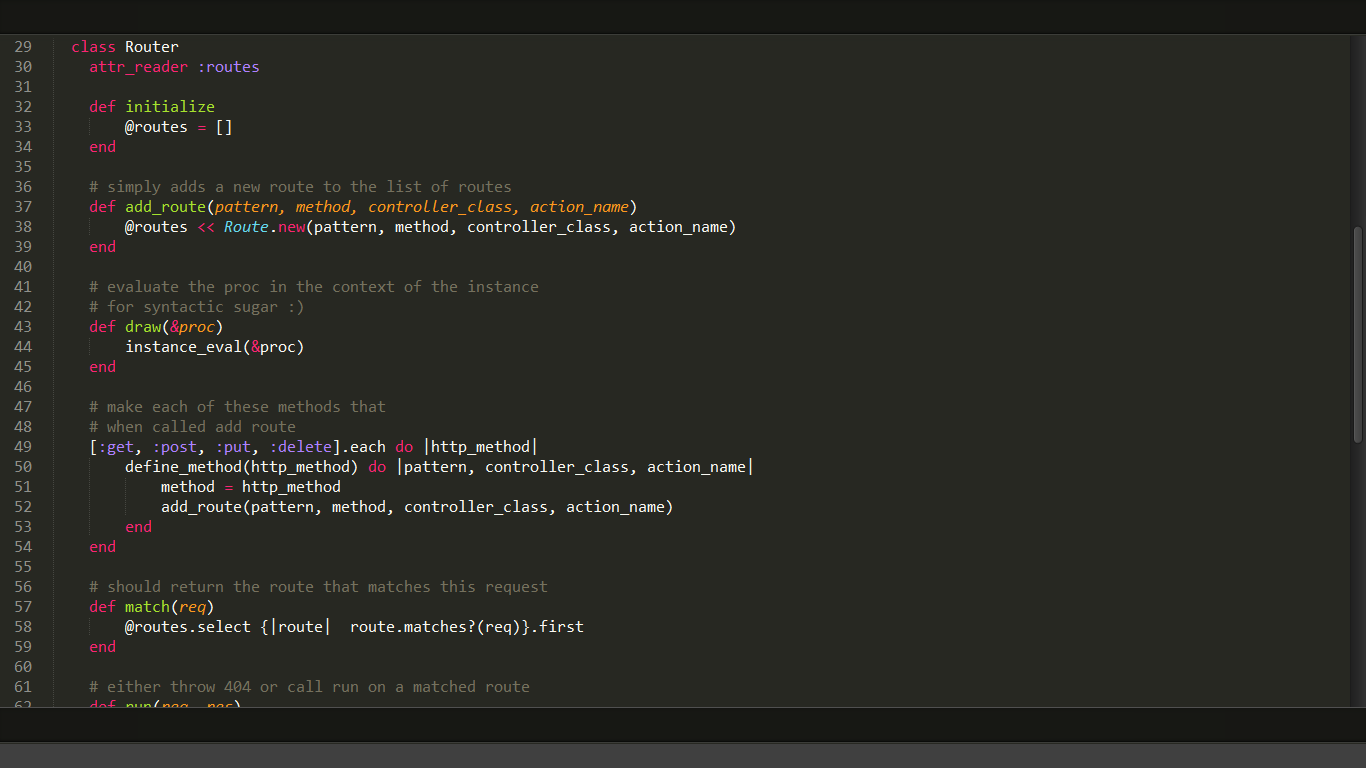 29 class Router
30 attr_reader :routes
31
32 def initialize
33 @routes = []
34 end
35
36 # simply adds a new route to the list of routes
37 def add_route(pattern, method, controller_class, action_name)
38 @routes << Route.new(pattern, method, controller_class, action_name)
39 end
40
41 # evaluate the proc in the context of the instance
42 # for syntactic sugar :)
43 def draw(&proc)
44 instance_eval(&proc)
45 end
46
47 # make each of these methods that
48 # when called add route
49 [:get, :post, :put, :delete].each do |http_method|
50 define_method(http_method) do |pattern, controller_class, action_name|
51 method = http_method
52 add_route(pattern, method, controller_class, action_name)
53 end
54 end
55
56 # should return the route that matches this request
57 def match(req)
58 @routes.select {|route|  route.matches?(req)}.first
59 end
60
61 # either throw 404 or call run on a matched route
62 def run(req, res)